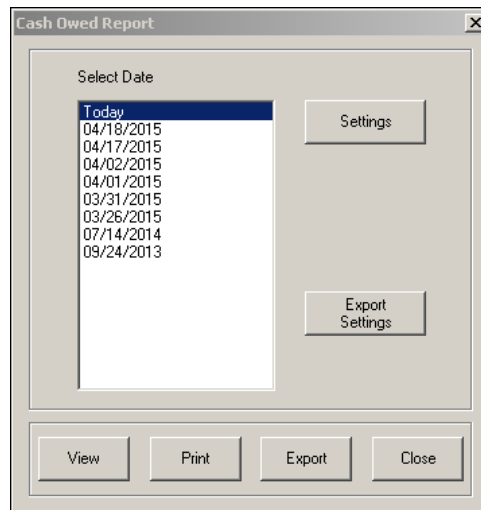 Cash Owed Report
Select Date
Today
04/18/2015
04/17/2015
04/02/2015
04/01/2015
03/31/2015
03/26/2015
07/14/2014
09/24/2013
Settings
Export
Settings
View
Print
Export
Close